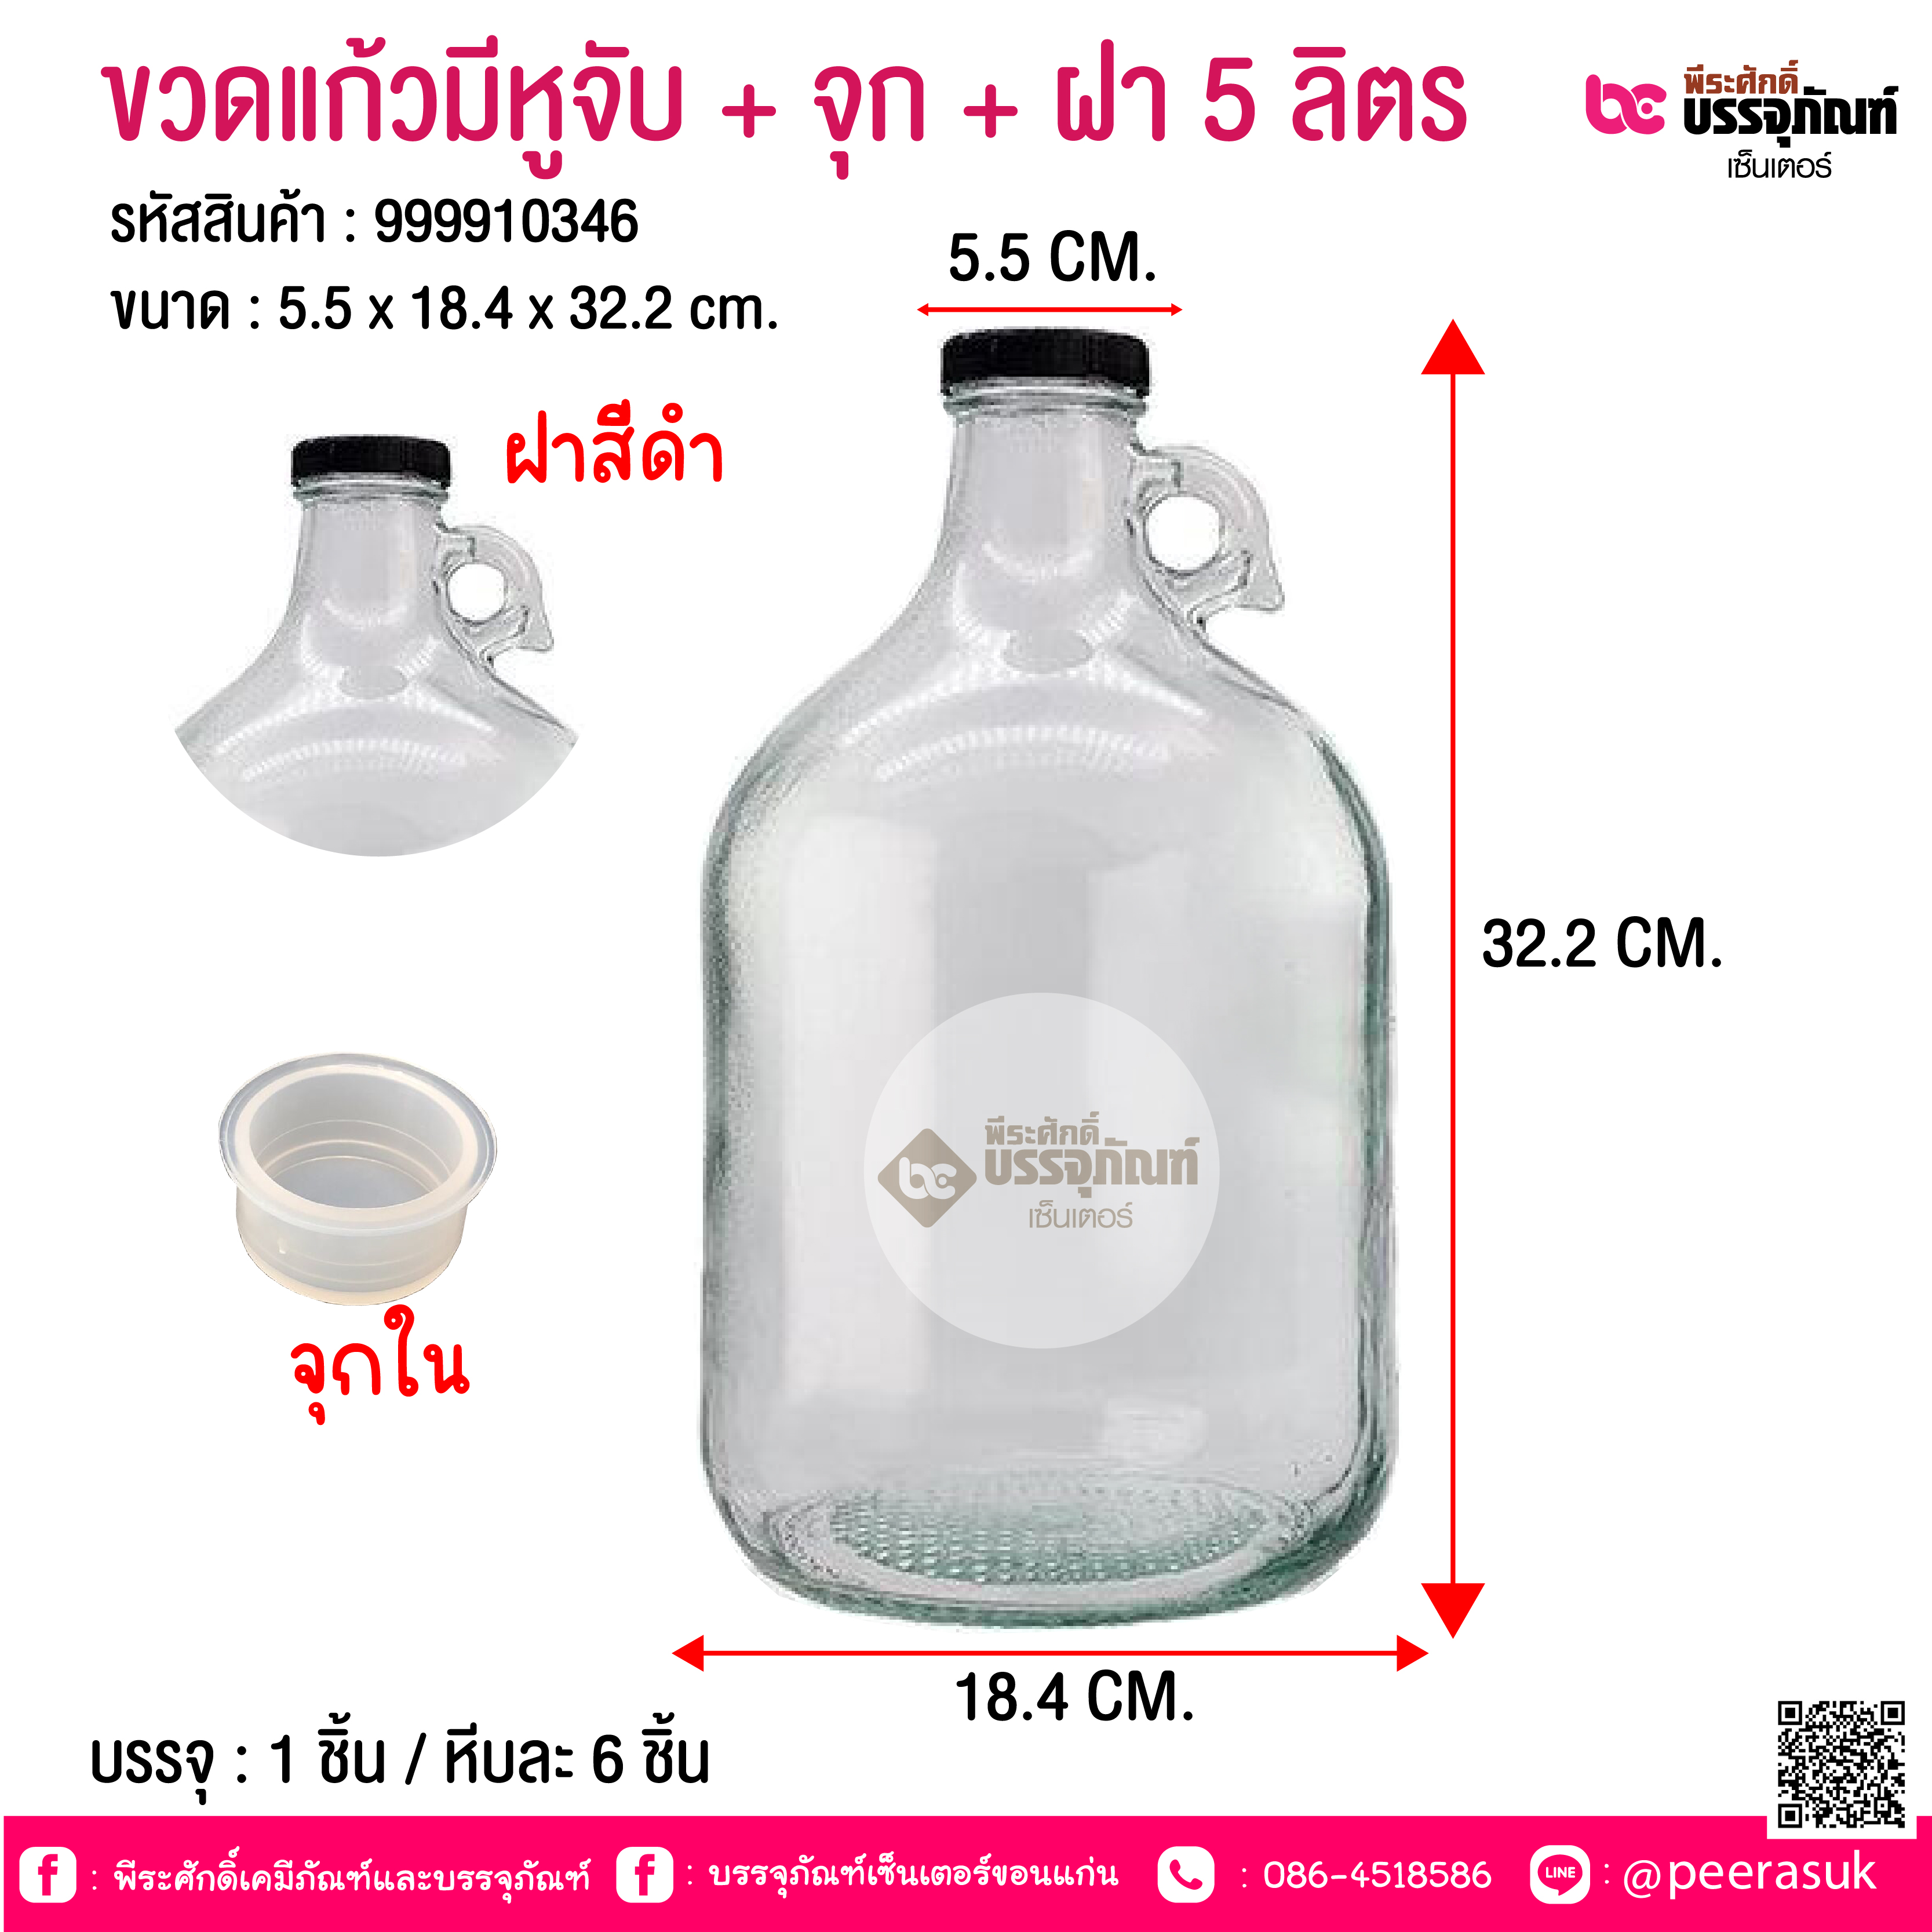 ขวดแก้วมีหูจับ + จุก + ฝา 5 ลิตร
พีระศักดิ์
บรรจุภัณฑ์
เซ็นเตอร์
รหัสสินค้า : 999910346
ขนาด : 5.5 x 18.4 x 32.2 cm.
5.5 CM.
ฝาสีดำ
32.2 CM.
พีระศักดิ์
บรรจุภัณฑ์
เซ็นเตอร์
จุกใน
18.4 CM.
บรรจุ : 1 ชิ้น / หีบละ 6 ชิ้น
: พีระศักดิ์เคมีภัณฑ์และบรรจุภัณฑ์
: บรรจุภัณฑ์เซ็นเตอร์ขอนแก่น
: 086-4518586
LINE : @peerasuk